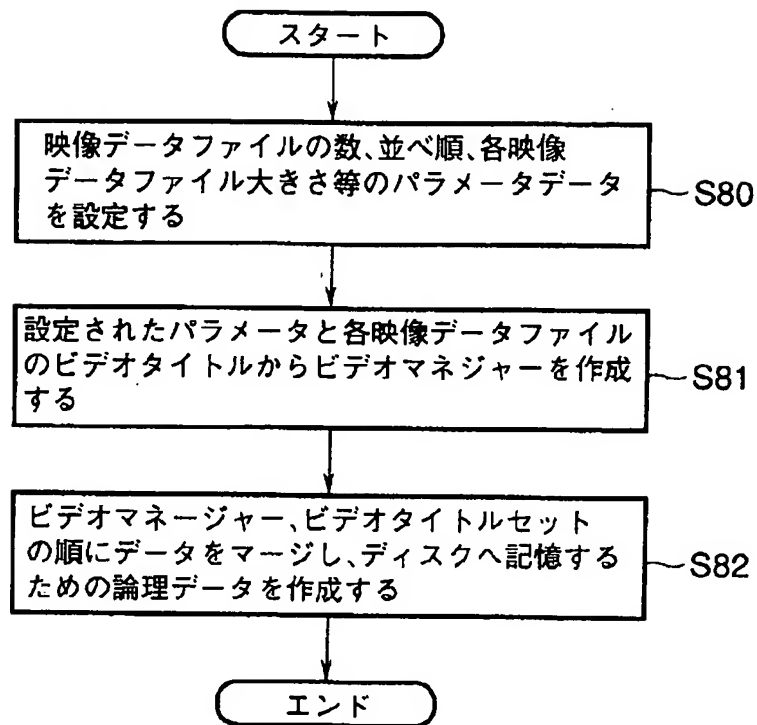 スタート
映像データファイルの数、並べ順、各映像
データファイル大きさ等のパラメータデータ
を設定する
S80
設定されたパラメータと各映像データファイル
のビデオタイトルからビデオマネジャーを作成
する
S81
ビデオマネージャー、ビデオタイトルセット
の順にデータをマージし、ディスクへ記憶する
ための論理データを作成する
S82
エンド